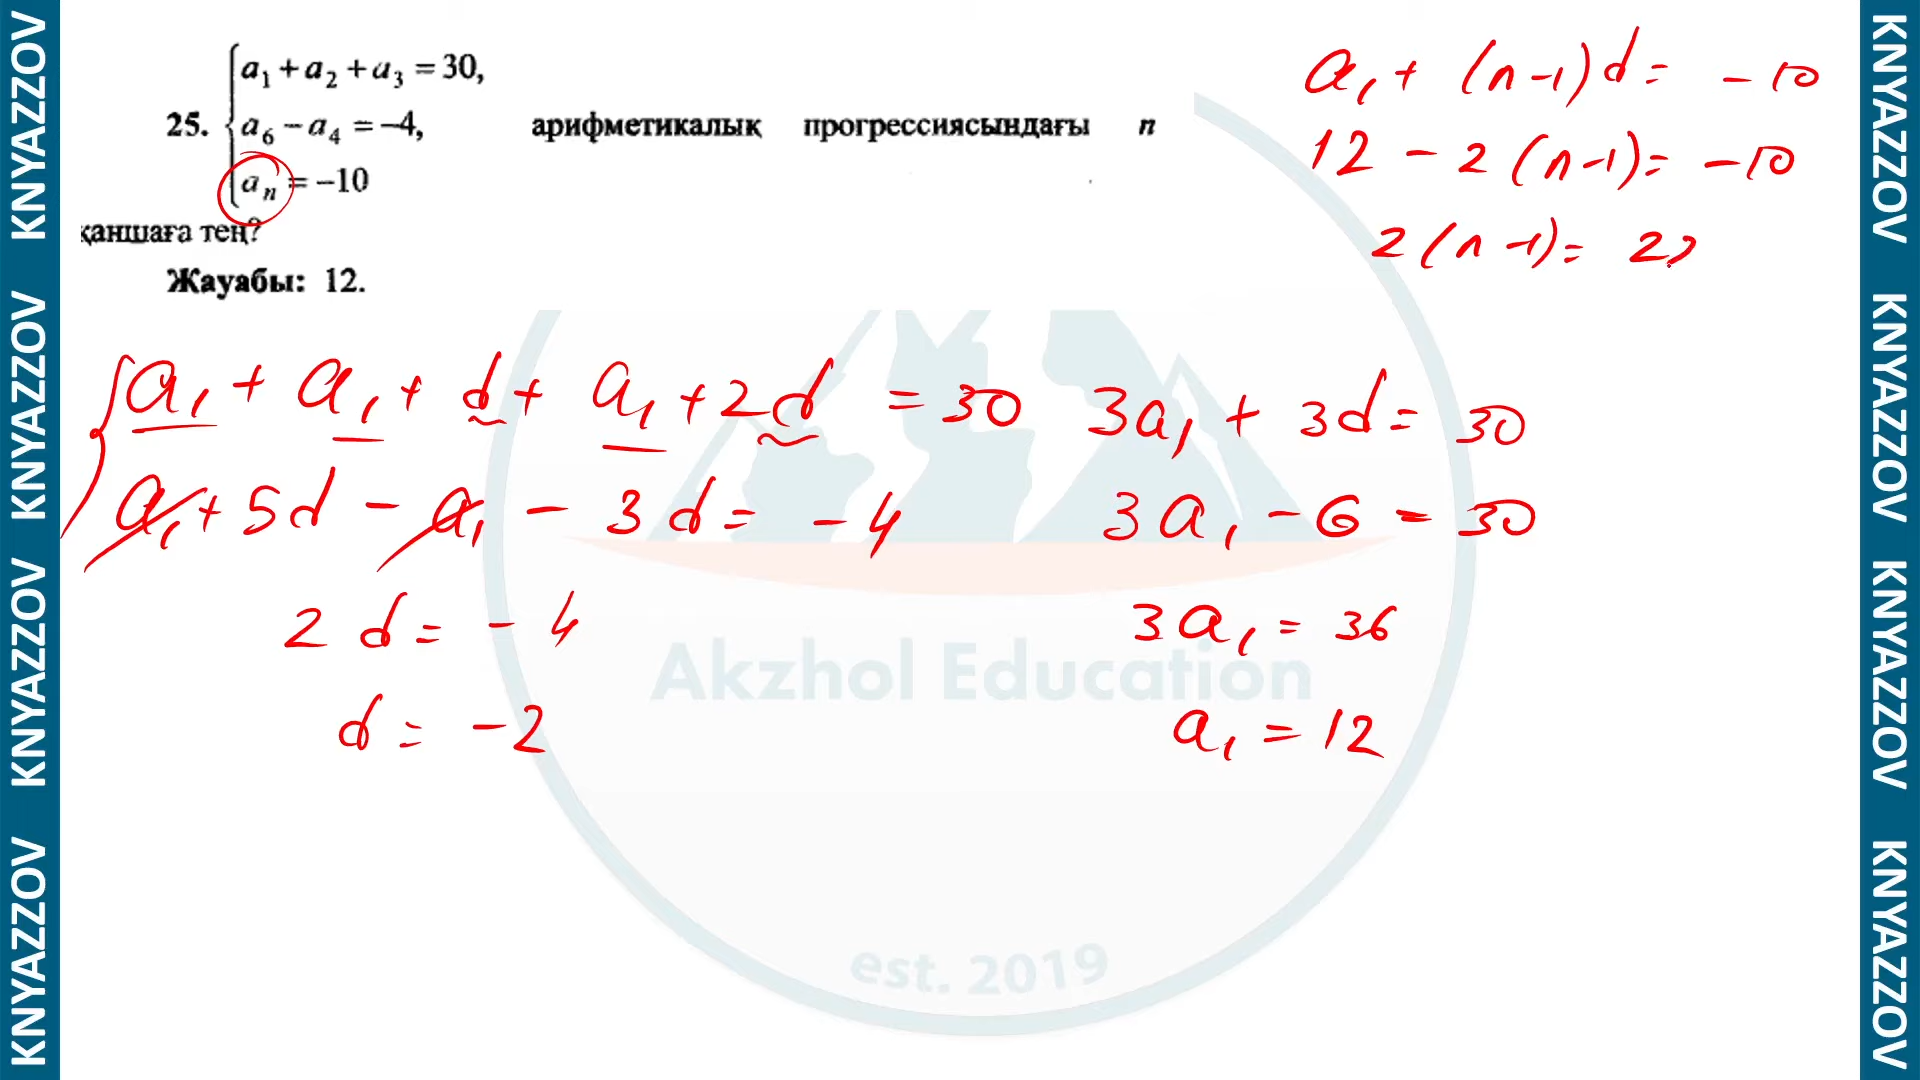 KNYAZZOV KNYAZZOV KNYAZZOV KNYAZZOV
25. { a₁ + a₂ + a₃ = 30,
a₆ − a₄ = −4,
aₙ = −10
арифметикалық прогрессиясындағы n
қаншаға тең?
Жауабы: 12.
a₁ + (n-1)d = -10
12 - 2(n-1) = -10
2(n-1) = 22
{ a₁ + a₁ + d + a₁ + 2d = 30
a₁ + 5d - a₁ - 3d = -4
2d = -4
d = -2
3a₁ + 3d = 30
3a₁ - 6 = 30
3a₁ = 36
a₁ = 12
Akzhol Education
est. 2019
KNYAZZOV KNYAZZOV KNYAZZOV KNYAZZOV